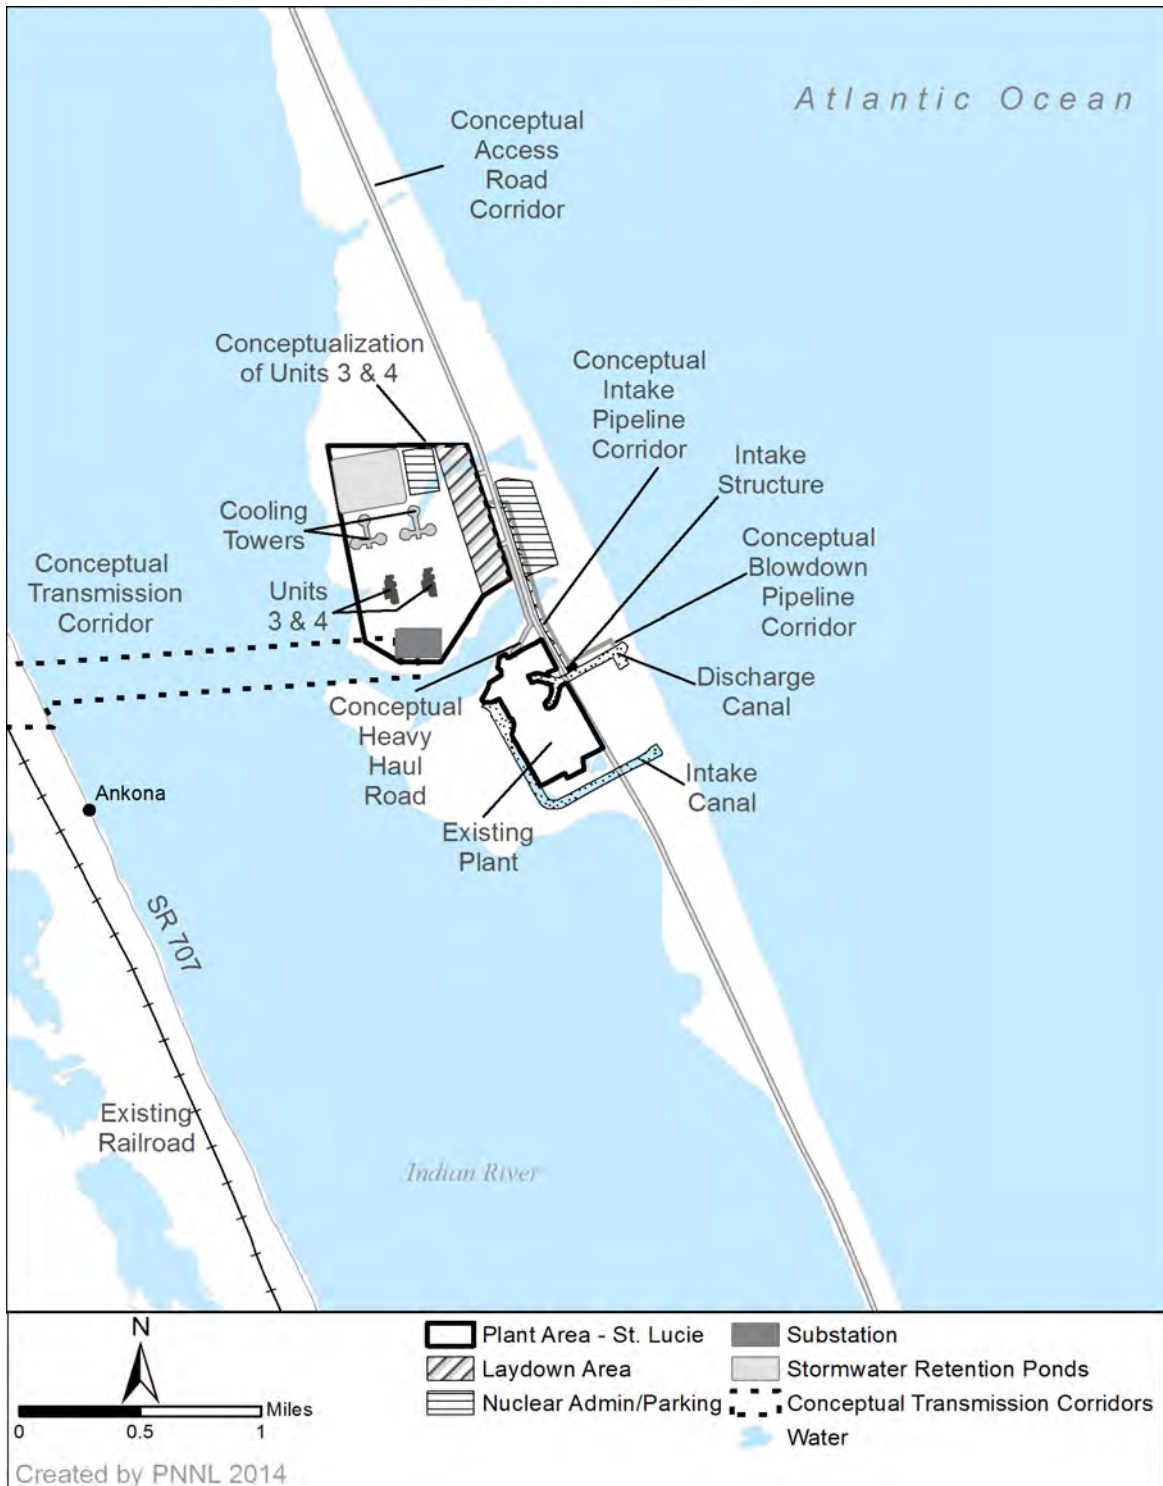 Atlantic Ocean
Conceptual
Access
Road
Corridor
Conceptualization
of Units 3 & 4
Conceptual
Intake
Pipeline
Corridor
Intake
Structure
Cooling
Towers
Conceptual
Blowdown
Pipeline
Corridor
Conceptual
Transmission
Corridor
Units
3 & 4
Discharge
Canal
Conceptual
Heavy
Haul
Road
Intake
Canal
Ankona
Existing
Plant
SR 707
Existing
Railroad
Indian River
N
0 0.5 1 Miles
Plant Area - St. Lucie
Laydown Area
Nuclear Admin/Parking
Substation
Stormwater Retention Ponds
Conceptual Transmission Corridors
Water
Created by PNNL 2014